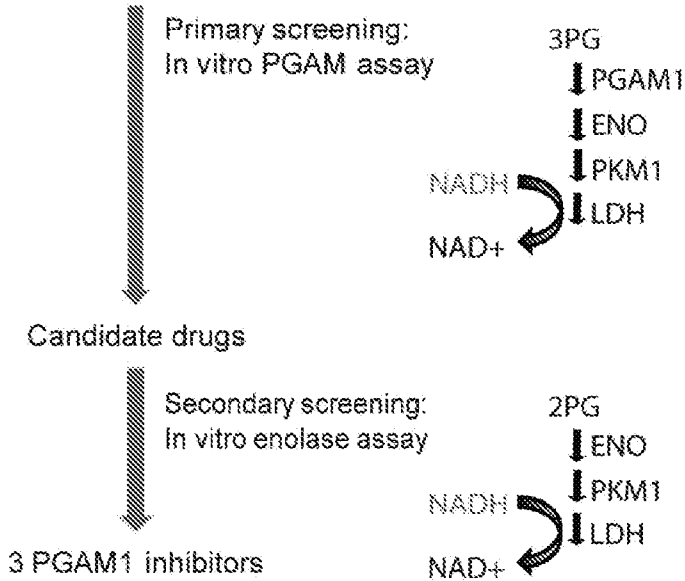 Primary screening:
In vitro PGAM assay
3PG
PGAM1
ENO
PKM1
LDH
NADH
NAD+
Candidate drugs
Secondary screening:
In vitro enolase assay
2PG
ENO
PKM1
LDH
NADH
NAD+
3 PGAM1 inhibitors